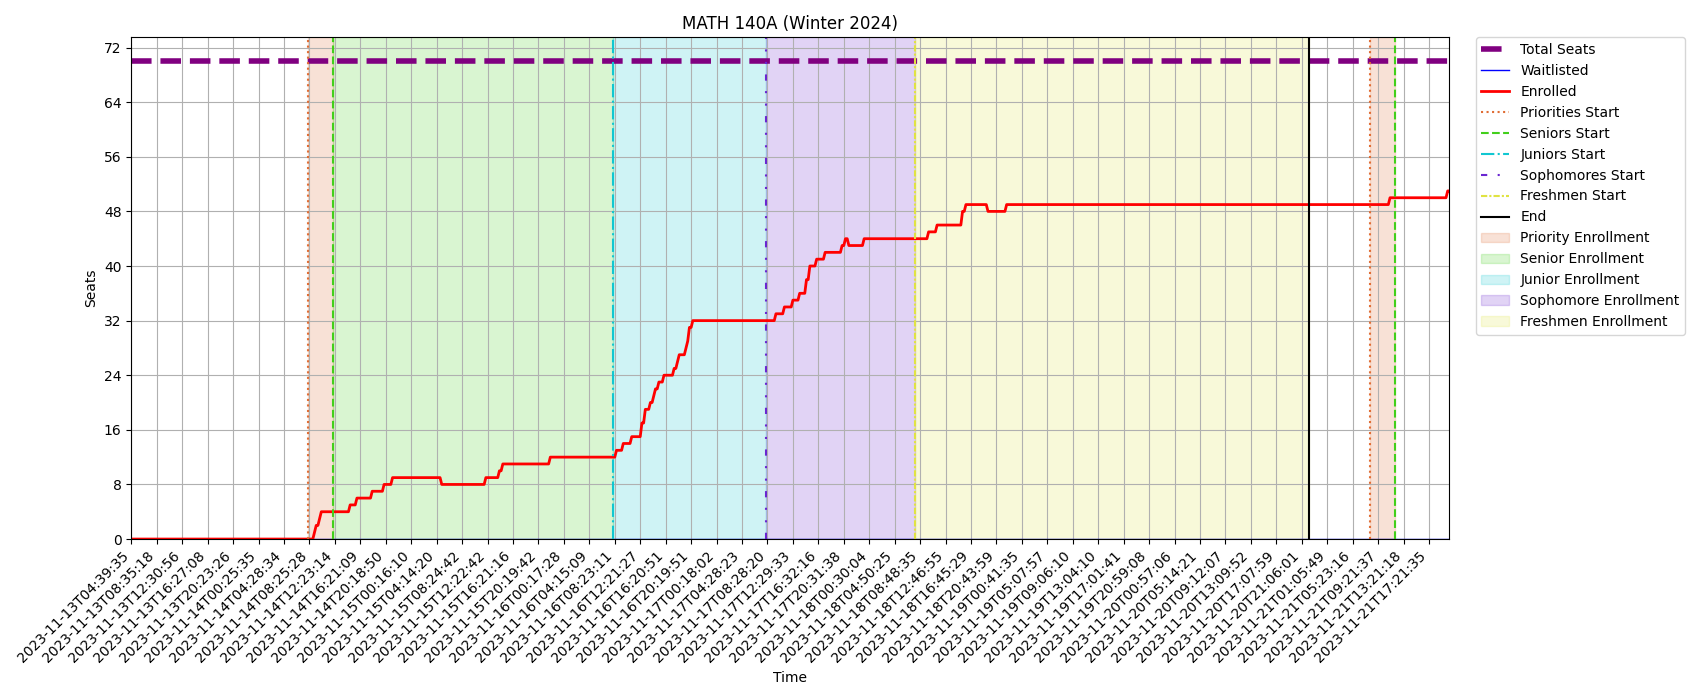 MATH 140A (Winter 2024)
Seats
72
64
56
48
40
32
24
16
8
0
2023-11-13T04:39:35
2023-11-13T08:35:18
2023-11-13T12:30:56
2023-11-13T16:27:08
2023-11-13T20:23:26
2023-11-14T00:25:35
2023-11-14T04:28:34
2023-11-14T08:25:28
2023-11-14T12:23:14
2023-11-14T16:21:09
2023-11-14T20:18:50
2023-11-15T00:16:10
2023-11-15T04:14:20
2023-11-15T08:24:42
2023-11-15T12:22:42
2023-11-15T16:21:16
2023-11-15T20:19:42
2023-11-16T00:17:28
2023-11-16T04:15:09
2023-11-16T08:23:11
2023-11-16T12:21:27
2023-11-16T16:20:51
2023-11-16T20:19:51
2023-11-17T00:18:02
2023-11-17T04:28:23
2023-11-17T08:28:20
2023-11-17T12:29:33
2023-11-17T16:32:16
2023-11-17T20:31:38
2023-11-18T00:30:04
2023-11-18T04:50:25
2023-11-18T08:48:35
2023-11-18T12:46:55
2023-11-18T16:45:29
2023-11-18T20:43:59
2023-11-19T00:41:35
2023-11-19T05:07:57
2023-11-19T09:06:10
2023-11-19T13:04:10
2023-11-19T17:01:41
2023-11-19T20:59:08
2023-11-20T00:57:06
2023-11-20T05:14:21
2023-11-20T09:12:07
2023-11-20T13:09:52
2023-11-20T17:07:59
2023-11-20T21:06:01
2023-11-21T01:05:49
2023-11-21T05:23:16
2023-11-21T09:21:37
2023-11-21T13:21:18
2023-11-21T17:21:35
Time
Total Seats
Waitlisted
Enrolled
Priorities Start
Seniors Start
Juniors Start
Sophomores Start
Freshmen Start
End
Priority Enrollment
Senior Enrollment
Junior Enrollment
Sophomore Enrollment
Freshmen Enrollment